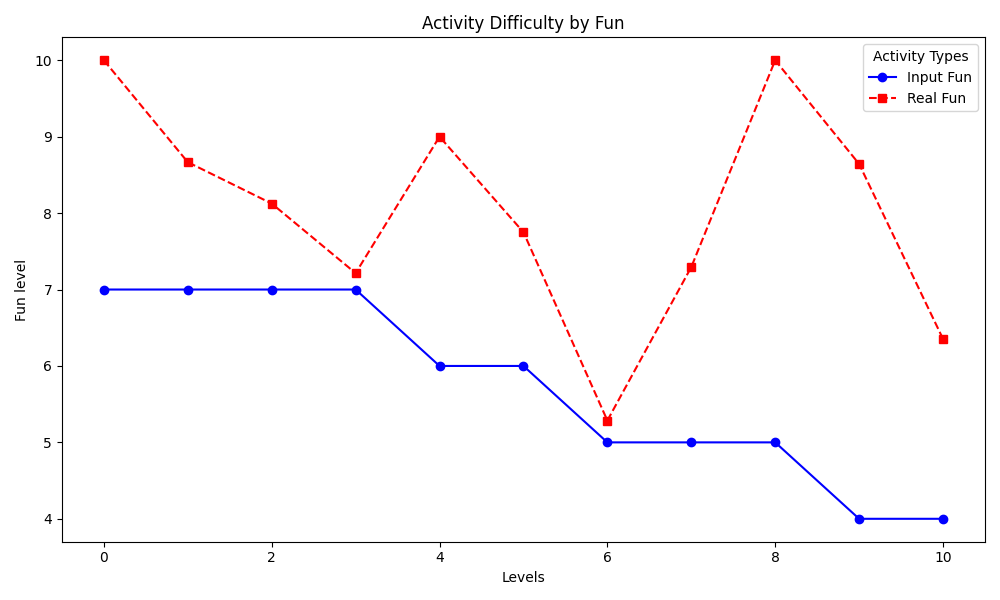 Activity Difficulty by Fun
Activity Types
Input Fun
Real Fun
Fun level
10
9
8
7
6
5
4
0 2 4 6 8 10
Levels